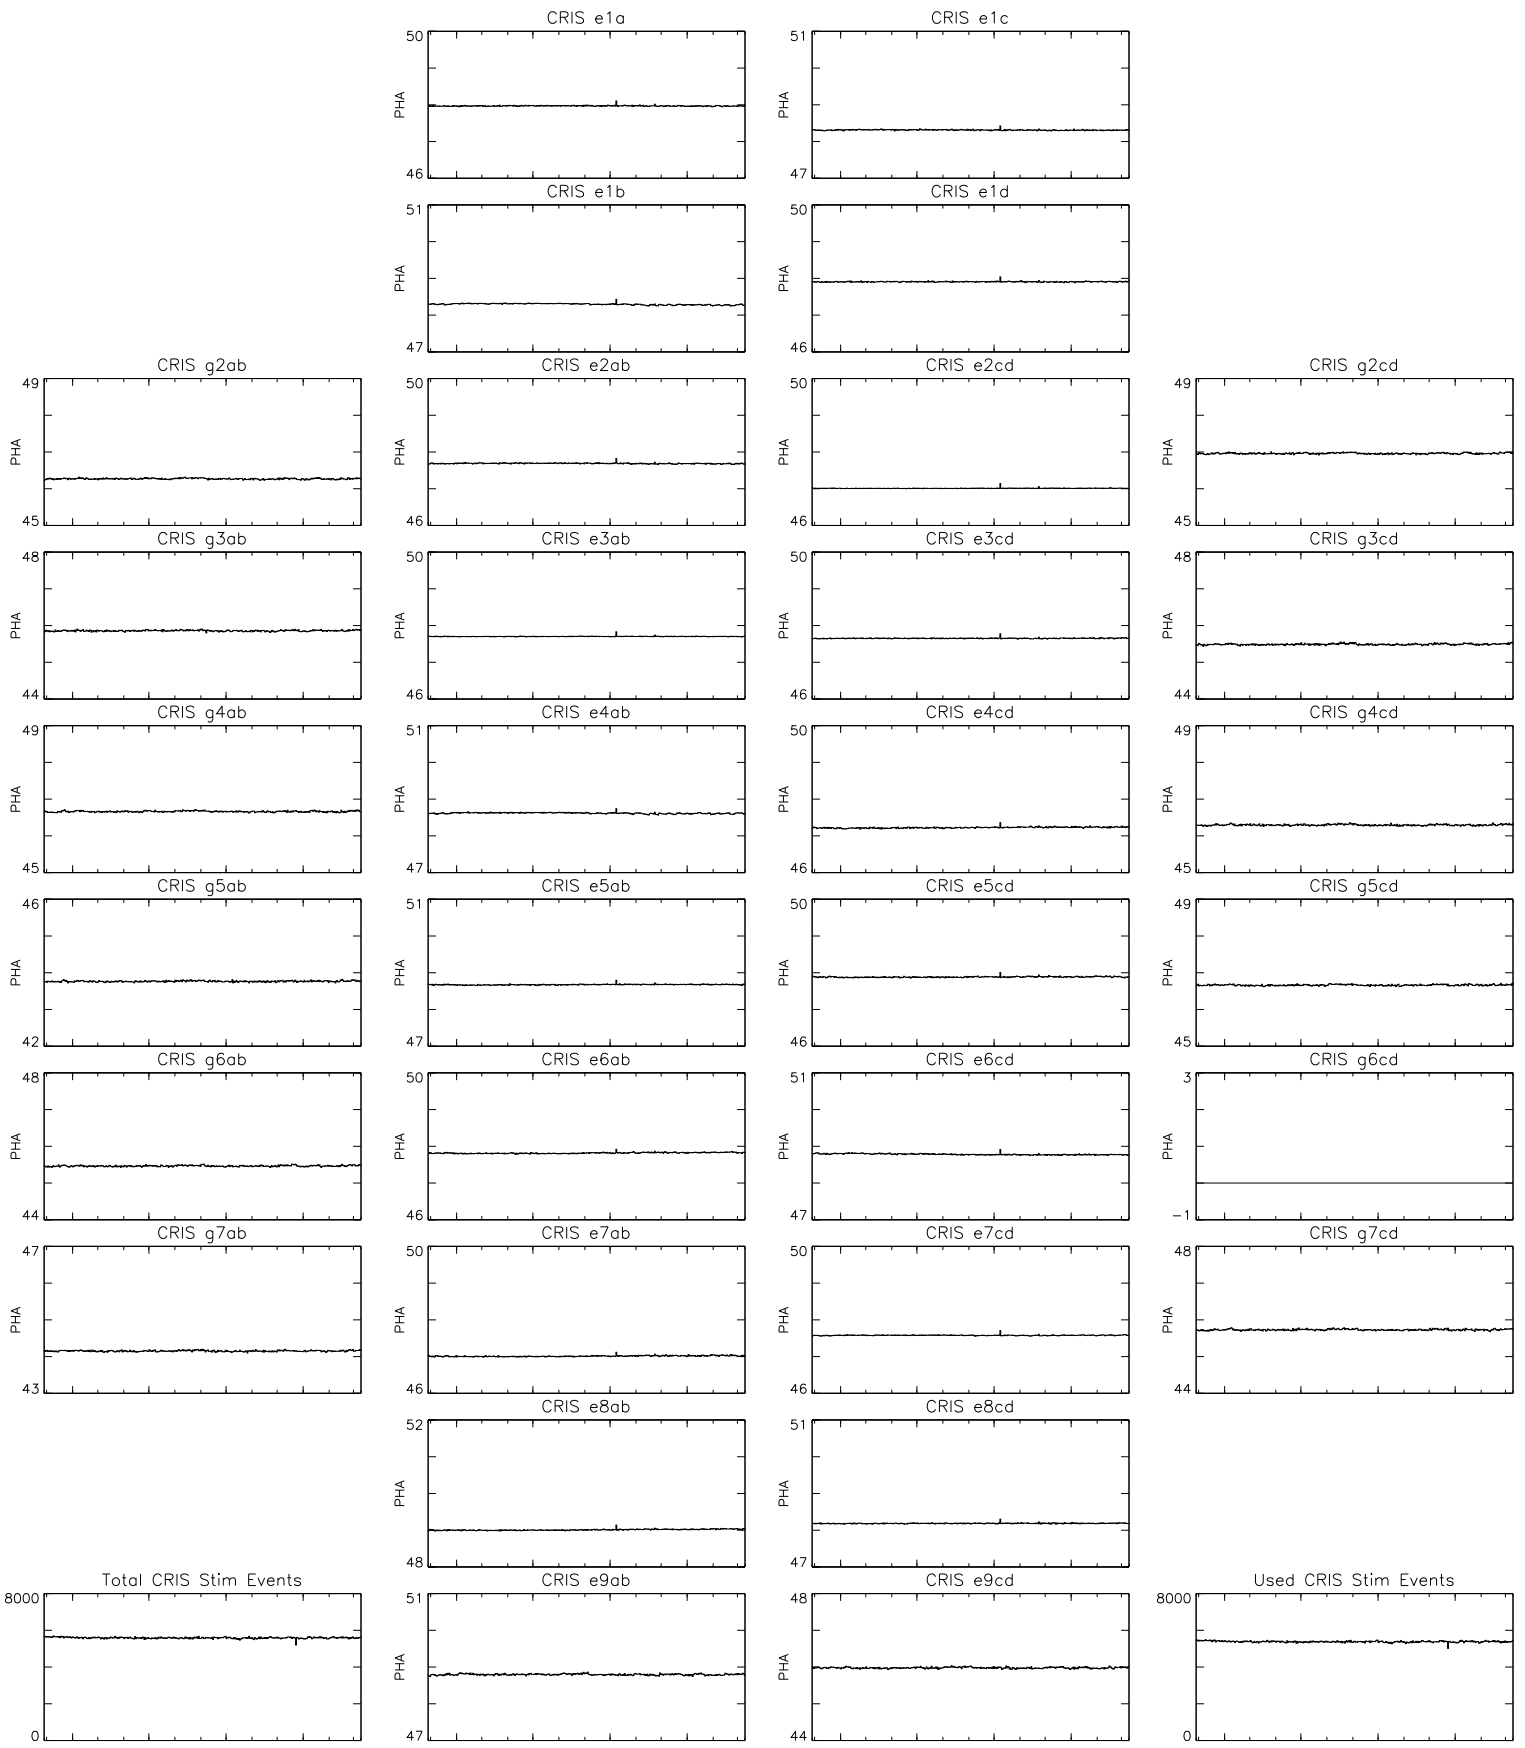 CRIS e1a
50
PHA
46
CRIS e1c
51
PHA
47
CRIS e1b
51
PHA
47
CRIS e1d
50
PHA
46
CRIS g2ab
49
PHA
45
CRIS e2ab
50
PHA
46
CRIS e2cd
50
PHA
46
CRIS g2cd
49
PHA
45
CRIS g3ab
48
PHA
44
CRIS e3ab
50
PHA
46
CRIS e3cd
50
PHA
46
CRIS g3cd
48
PHA
44
CRIS g4ab
49
PHA
45
CRIS e4ab
51
PHA
47
CRIS e4cd
50
PHA
46
CRIS g4cd
49
PHA
45
CRIS g5ab
46
PHA
42
CRIS e5ab
51
PHA
47
CRIS e5cd
50
PHA
46
CRIS g5cd
49
PHA
45
CRIS g6ab
48
PHA
44
CRIS e6ab
50
PHA
46
CRIS e6cd
51
PHA
47
CRIS g6cd
3
PHA
-1
CRIS g7ab
47
PHA
43
CRIS e7ab
50
PHA
46
CRIS e7cd
50
PHA
46
CRIS g7cd
48
PHA
44
CRIS e8ab
52
PHA
48
CRIS e8cd
51
PHA
47
Total CRIS Stim Events
8000
0
CRIS e9ab
51
PHA
47
CRIS e9cd
48
PHA
44
Used CRIS Stim Events
8000
0